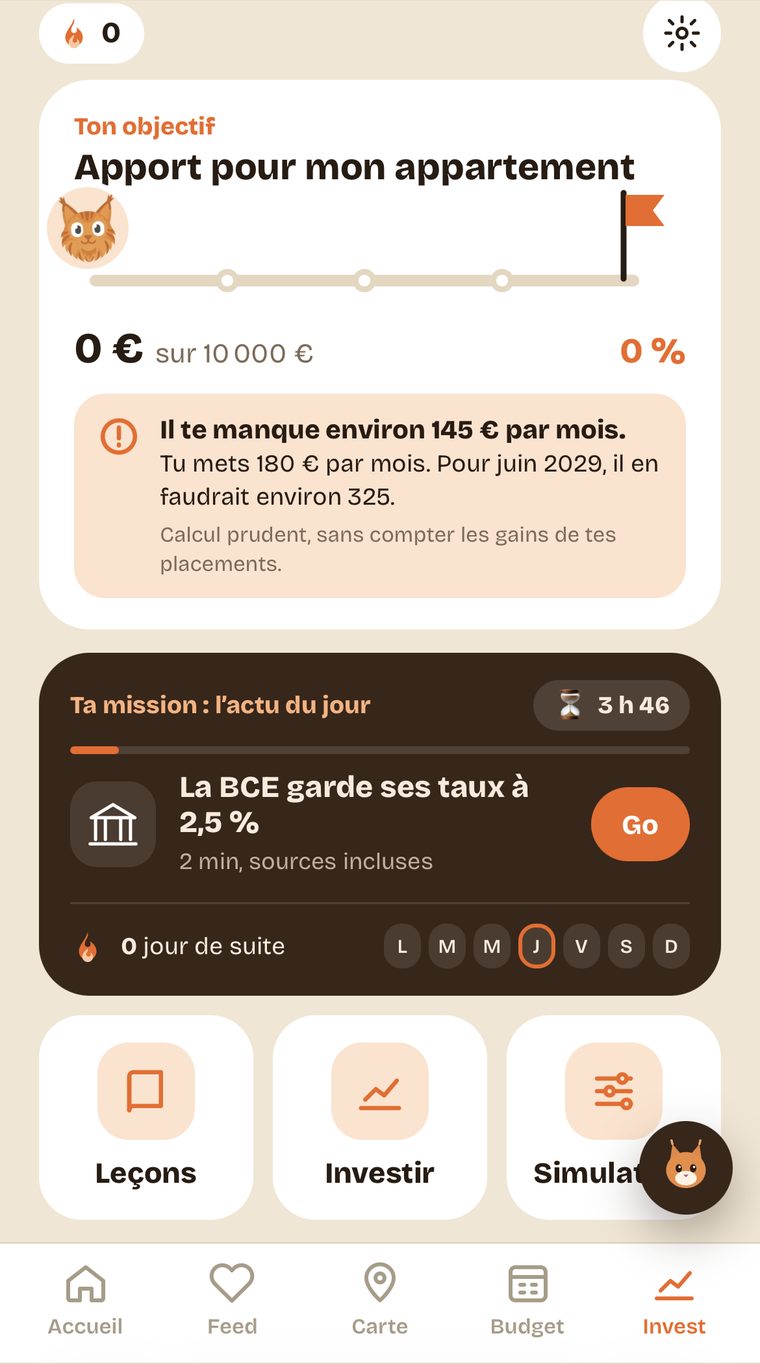 0
Ton objectif
Apport pour mon appartement
0 € sur 10 000 €
0 %
Il te manque environ 145 € par mois.
Tu mets 180 € par mois. Pour juin 2029, il en
faudrait environ 325.
Calcul prudent, sans compter les gains de tes
placements.
Ta mission : l’actu du jour
3 h 46
La BCE garde ses taux à
2,5 %
2 min, sources incluses
Go
0 jour de suite
L M M J V S D
Leçons
Investir
Simulat
Accueil
Feed
Carte
Budget
Invest